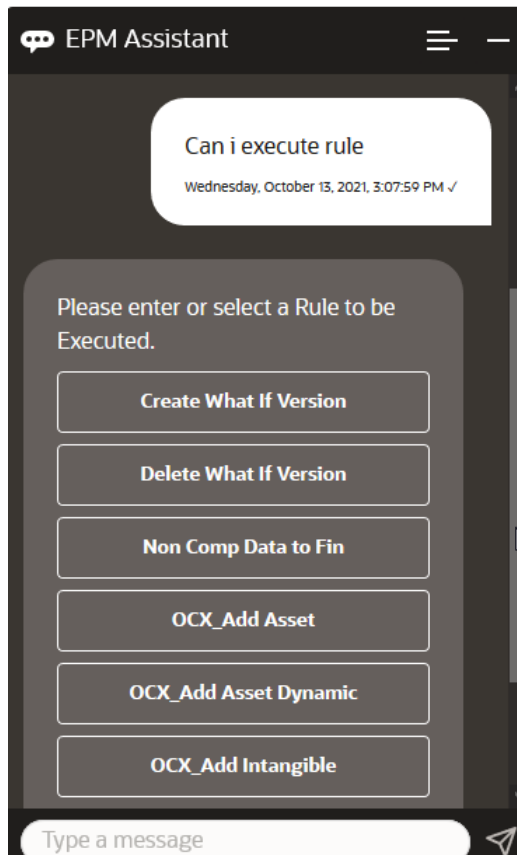 EPM Assistant
Can i execute rule
Wednesday, October 13, 2021, 3:07:59 PM ✓
Please enter or select a Rule to be
Executed.
Create What If Version
Delete What If Version
Non Comp Data to Fin
OCX_Add Asset
OCX_Add Asset Dynamic
OCX_Add Intangible
Type a message